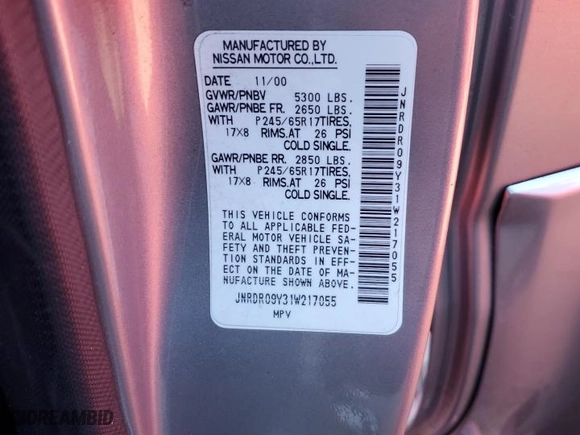 MANUFACTURED BY
NISSAN MOTOR CO.,LTD.
DATE 11/00
GVWR/PNBV 5300 LBS.
GAWR/PNBE FR. 2650 LBS.
WITH P245/65R17TIRES,
17X8 RIMS.AT 26 PSI
COLD SINGLE.
GAWR/PNBE RR. 2850 LBS.
WITH P245/65R17TIRES,
17X8 RIMS.AT 26 PSI
COLD SINGLE.
THIS VEHICLE CONFORMS
TO ALL APPLICABLE FED-
ERAL MOTOR VEHICLE SA-
FETY AND THEFT PREVEN-
TION STANDARDS IN EFF-
ECT ON THE DATE OF MA-
NUFACTURE SHOWN ABOVE.
JNRDR09Y31W217055
MPV
JNRDR09Y31W217055
DREAMBID